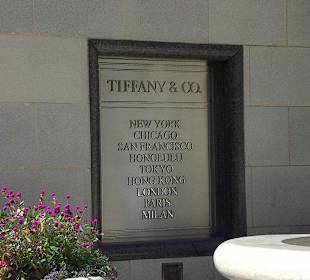 TIFFANY & CO.
NEW YORK
CHICAGO
SAN FRANCISCO
HONOLULU
TOKYO
HONG KONG
LONDON
PARIS
MILAN